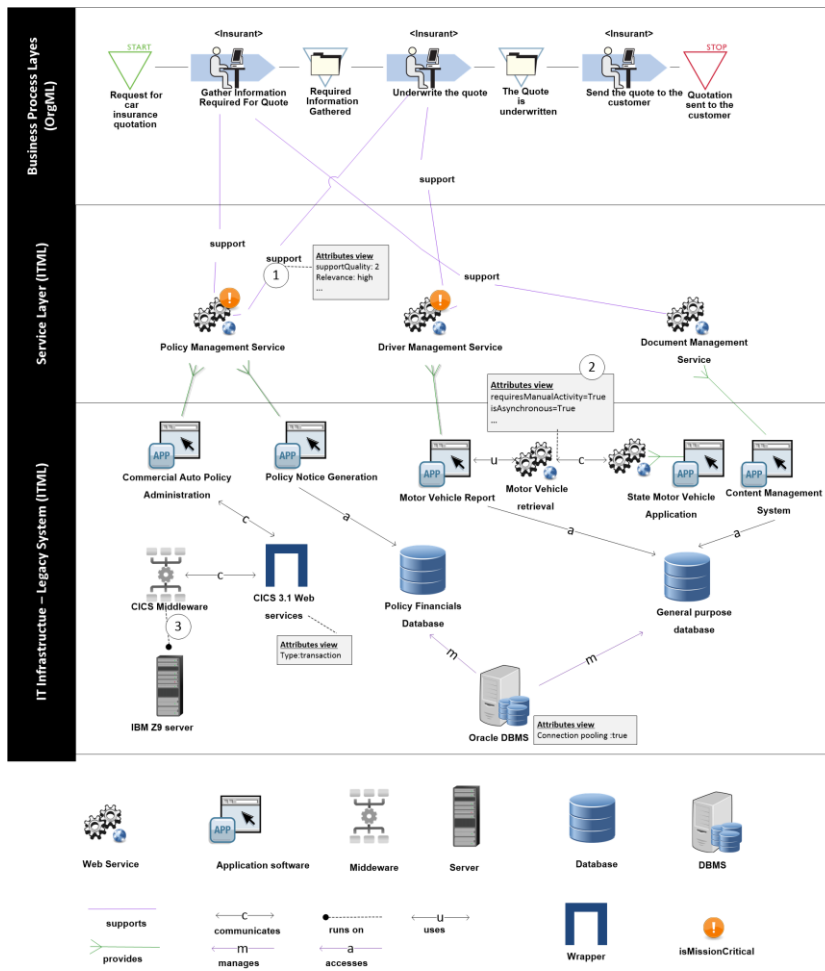 Business Process Layes
(OrgML)
START
Request for
car
insurance
quotation
<Insurant>
Gather Information
Required For Quote
Required
Information
Gathered
<Insurant>
Underwrite the quote
The Quote
is
underwritten
<Insurant>
Send the quote to the
customer
STOP
Quotation
sent to the
customer
support
Service Layer (ITML)
support
support
1
Attributes view
supportQuality: 2
Relevance: high
....
support
Policy Management Service
Driver Management Service
Document Management
Service
2
Attributes view
requiresManualActivity=True
isAsynchronous=True
...
IT Infrastructue – Legacy System (ITML)
APP
Commercial Auto Policy
Administration
APP
Policy Notice Generation
APP
Motor Vehicle Report
u
Motor Vehicle
retrieval
c
APP
State Motor Vehicle
Application
APP
Content Management
System
c
a
a
a
CICS Middleware
c
CICS 3.1 Web
services
Policy Financials
Database
General purpose
database
3
Attributes view
Type:transaction
m
m
IBM Z9 server
Oracle DBMS
Attributes view
Connection pooling :true
Web Service
APP
Application software
Middeware
Server
Database
DBMS
supports
c
communicates
runs on
u
uses
provides
m
manages
a
accesses
Wrapper
isMissionCritical